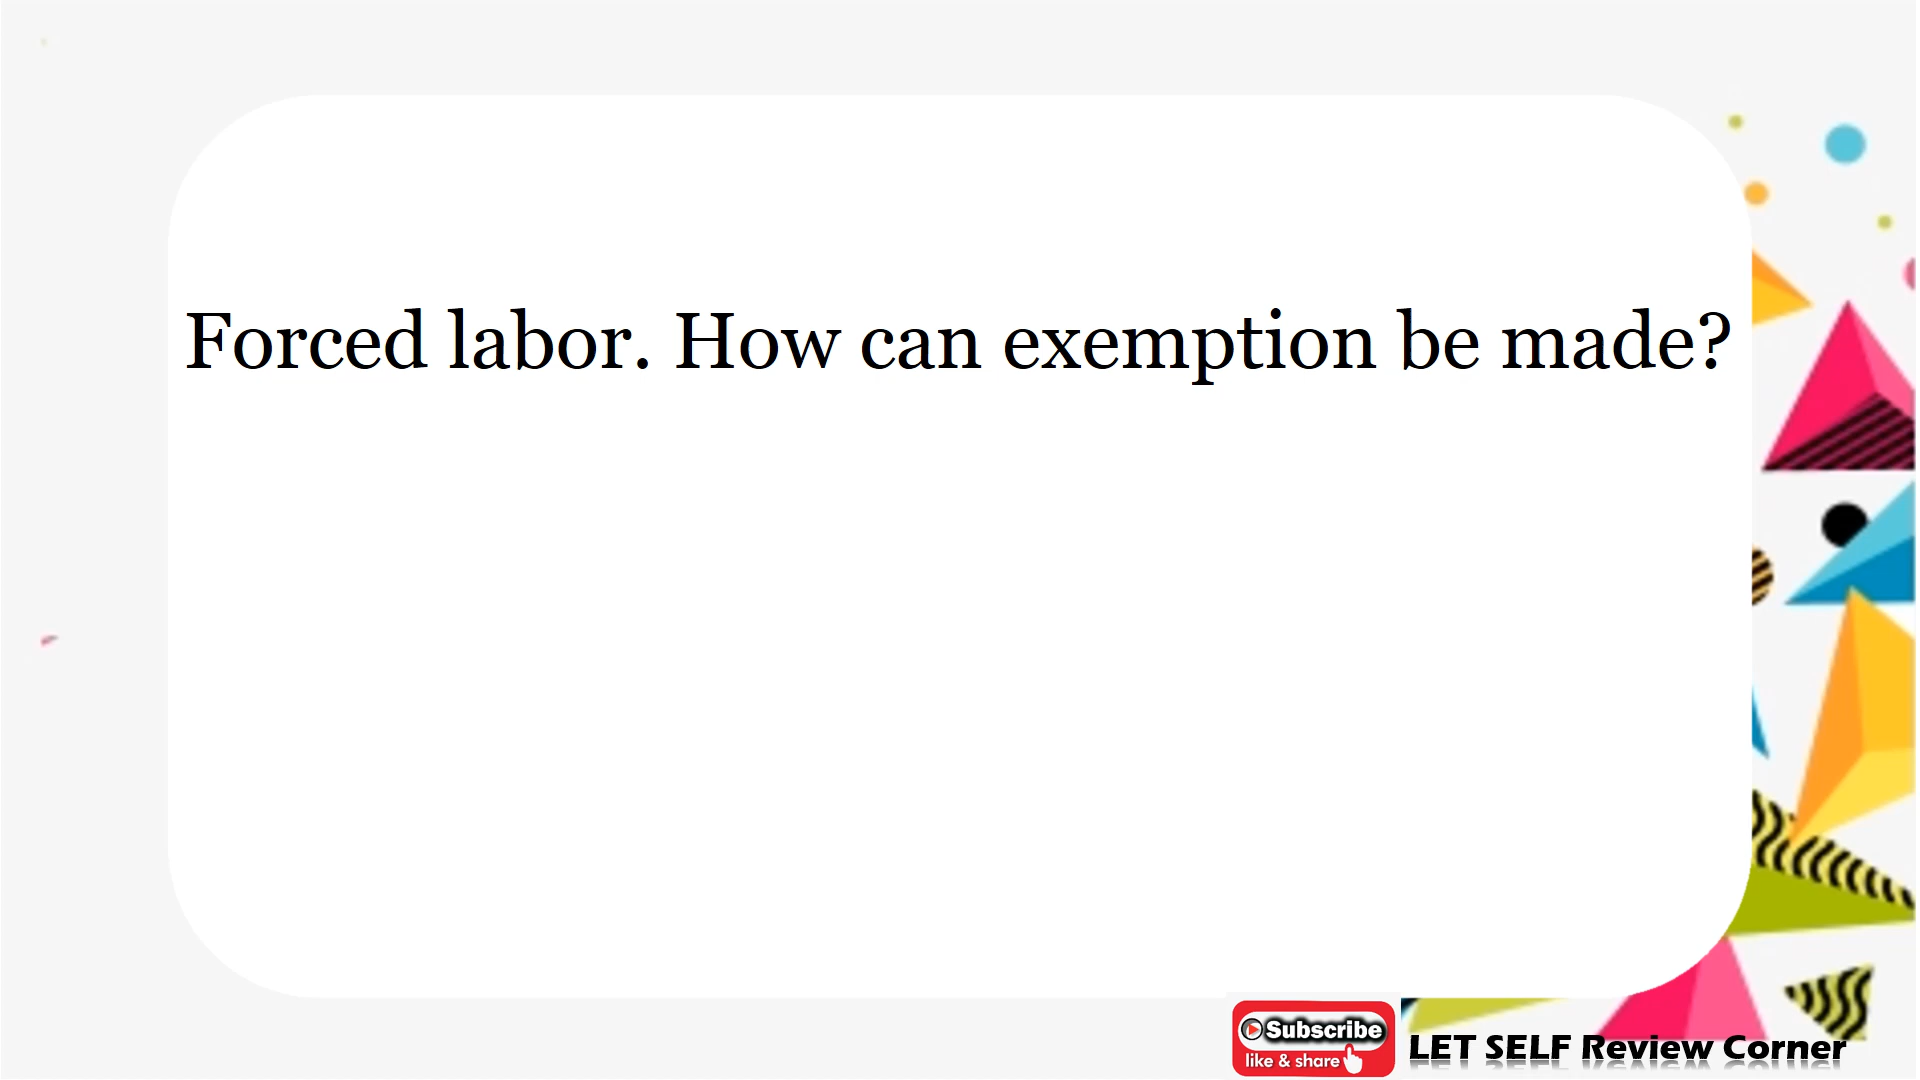 Forced labor. How can exemption be made?
Subscribe
like & share
LET SELF Review Corner